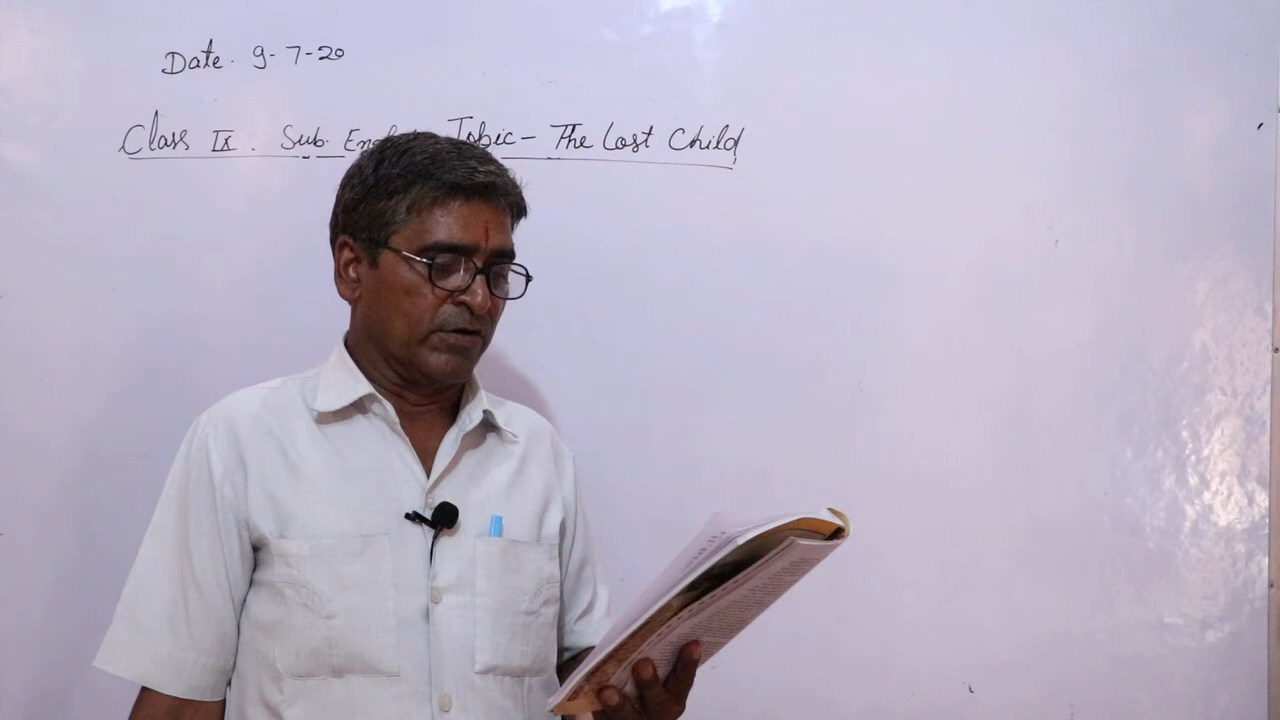 Date. 9-7-20
Class IX. Sub. Topic - The Lost Child